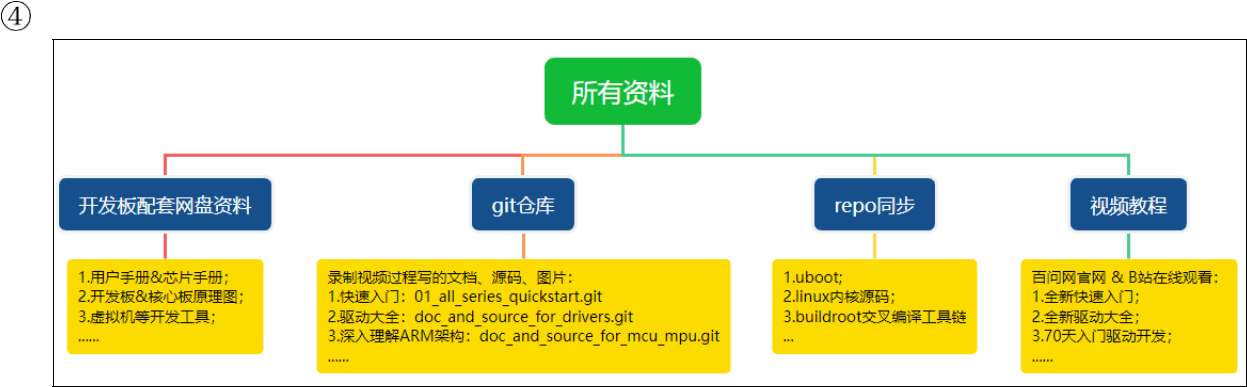 ④
所有资料
开发板配套网盘资料
git仓库
repo同步
视频教程
1.用户手册&芯片手册；
2.开发板&核心板原理图；
3.虚拟机等开发工具；
......
录制视频过程写的文档、源码、图片：
1.快速入门：01_all_series_quickstart.git
2.驱动大全：doc_and_source_for_drivers.git
3.深入理解ARM架构：doc_and_source_for_mcu_mpu.git
......
1.uboot;
2.linux内核源码；
3.buildroot交叉编译工具链
...
百问网官网 & B站在线观看：
1.全新快速入门；
2.全新驱动大全；
3.70天入门驱动开发；
......